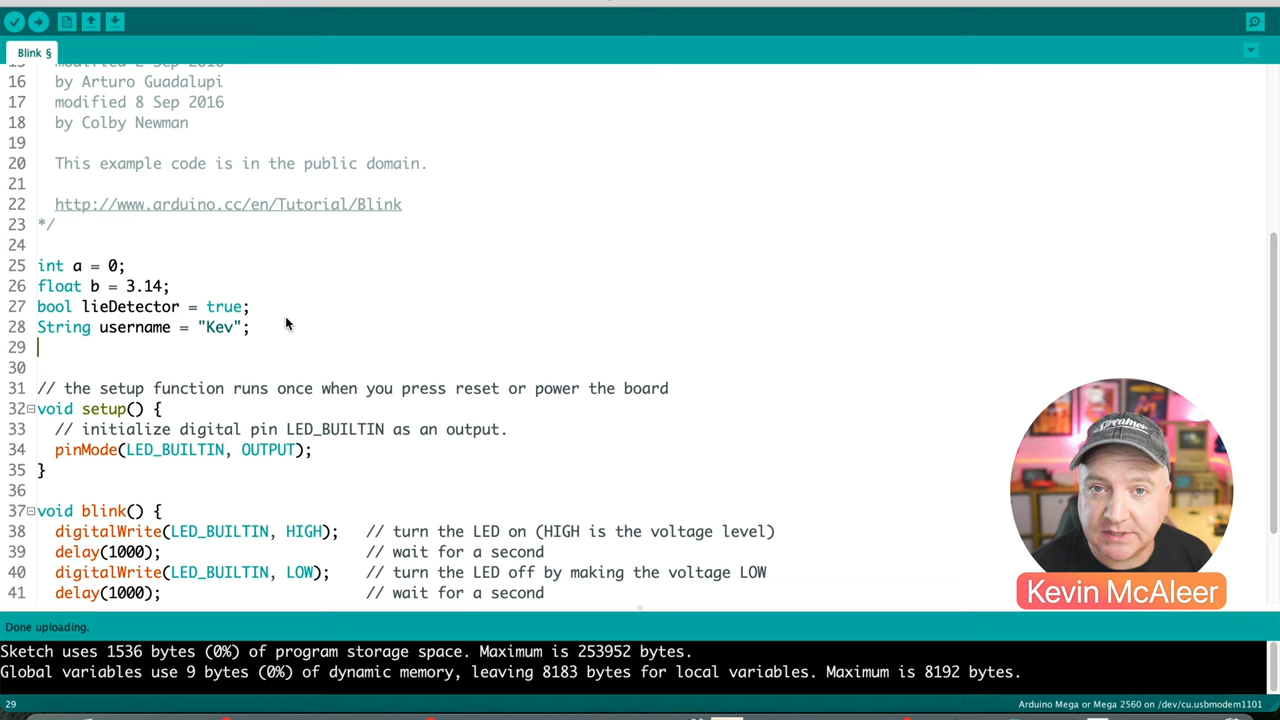 Blink §
modified 2 Sep 2016
16 by Arturo Guadalupi
17 modified 8 Sep 2016
18 by Colby Newman
19
20 This example code is in the public domain.
21
22 http://www.arduino.cc/en/Tutorial/Blink
23 */
24
25 int a = 0;
26 float b = 3.14;
27 bool lieDetector = true;
28 String username = "Kev";
29
30
31 // the setup function runs once when you press reset or power the board
32 void setup() {
33 // initialize digital pin LED_BUILTIN as an output.
34 pinMode(LED_BUILTIN, OUTPUT);
35 }
36
37 void blink() {
38 digitalWrite(LED_BUILTIN, HIGH); // turn the LED on (HIGH is the voltage level)
39 delay(1000); // wait for a second
40 digitalWrite(LED_BUILTIN, LOW); // turn the LED off by making the voltage LOW
41 delay(1000); // wait for a second
Kevin McAleer
Done uploading.
Sketch uses 1536 bytes (0%) of program storage space. Maximum is 253952 bytes.
Global variables use 9 bytes (0%) of dynamic memory, leaving 8183 bytes for local variables. Maximum is 8192 bytes.
29 Arduino Mega or Mega 2560 on /dev/cu.usbmodem1101